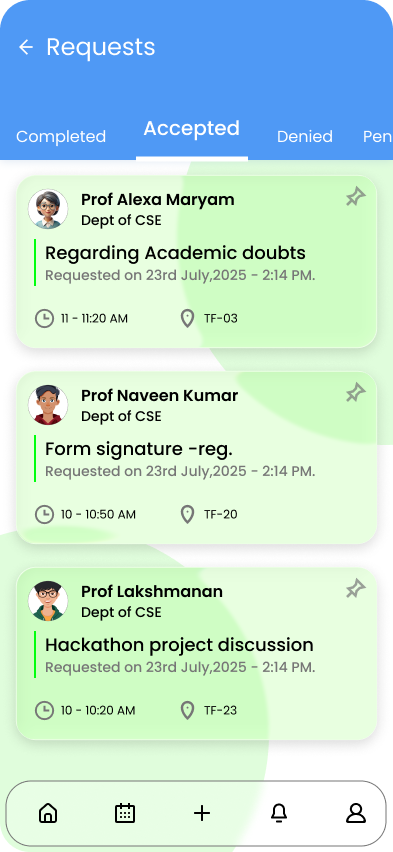 Requests
Completed Accepted Denied Pen
Prof Alexa Maryam
Dept of CSE
Regarding Academic doubts
Requested on 23rd July,2025 - 2:14 PM.
11 - 11:20 AM TF-03
Prof Naveen Kumar
Dept of CSE
Form signature -reg.
Requested on 23rd July,2025 - 2:14 PM.
10 - 10:50 AM TF-20
Prof Lakshmanan
Dept of CSE
Hackathon project discussion
Requested on 23rd July,2025 - 2:14 PM.
10 - 10:20 AM TF-23